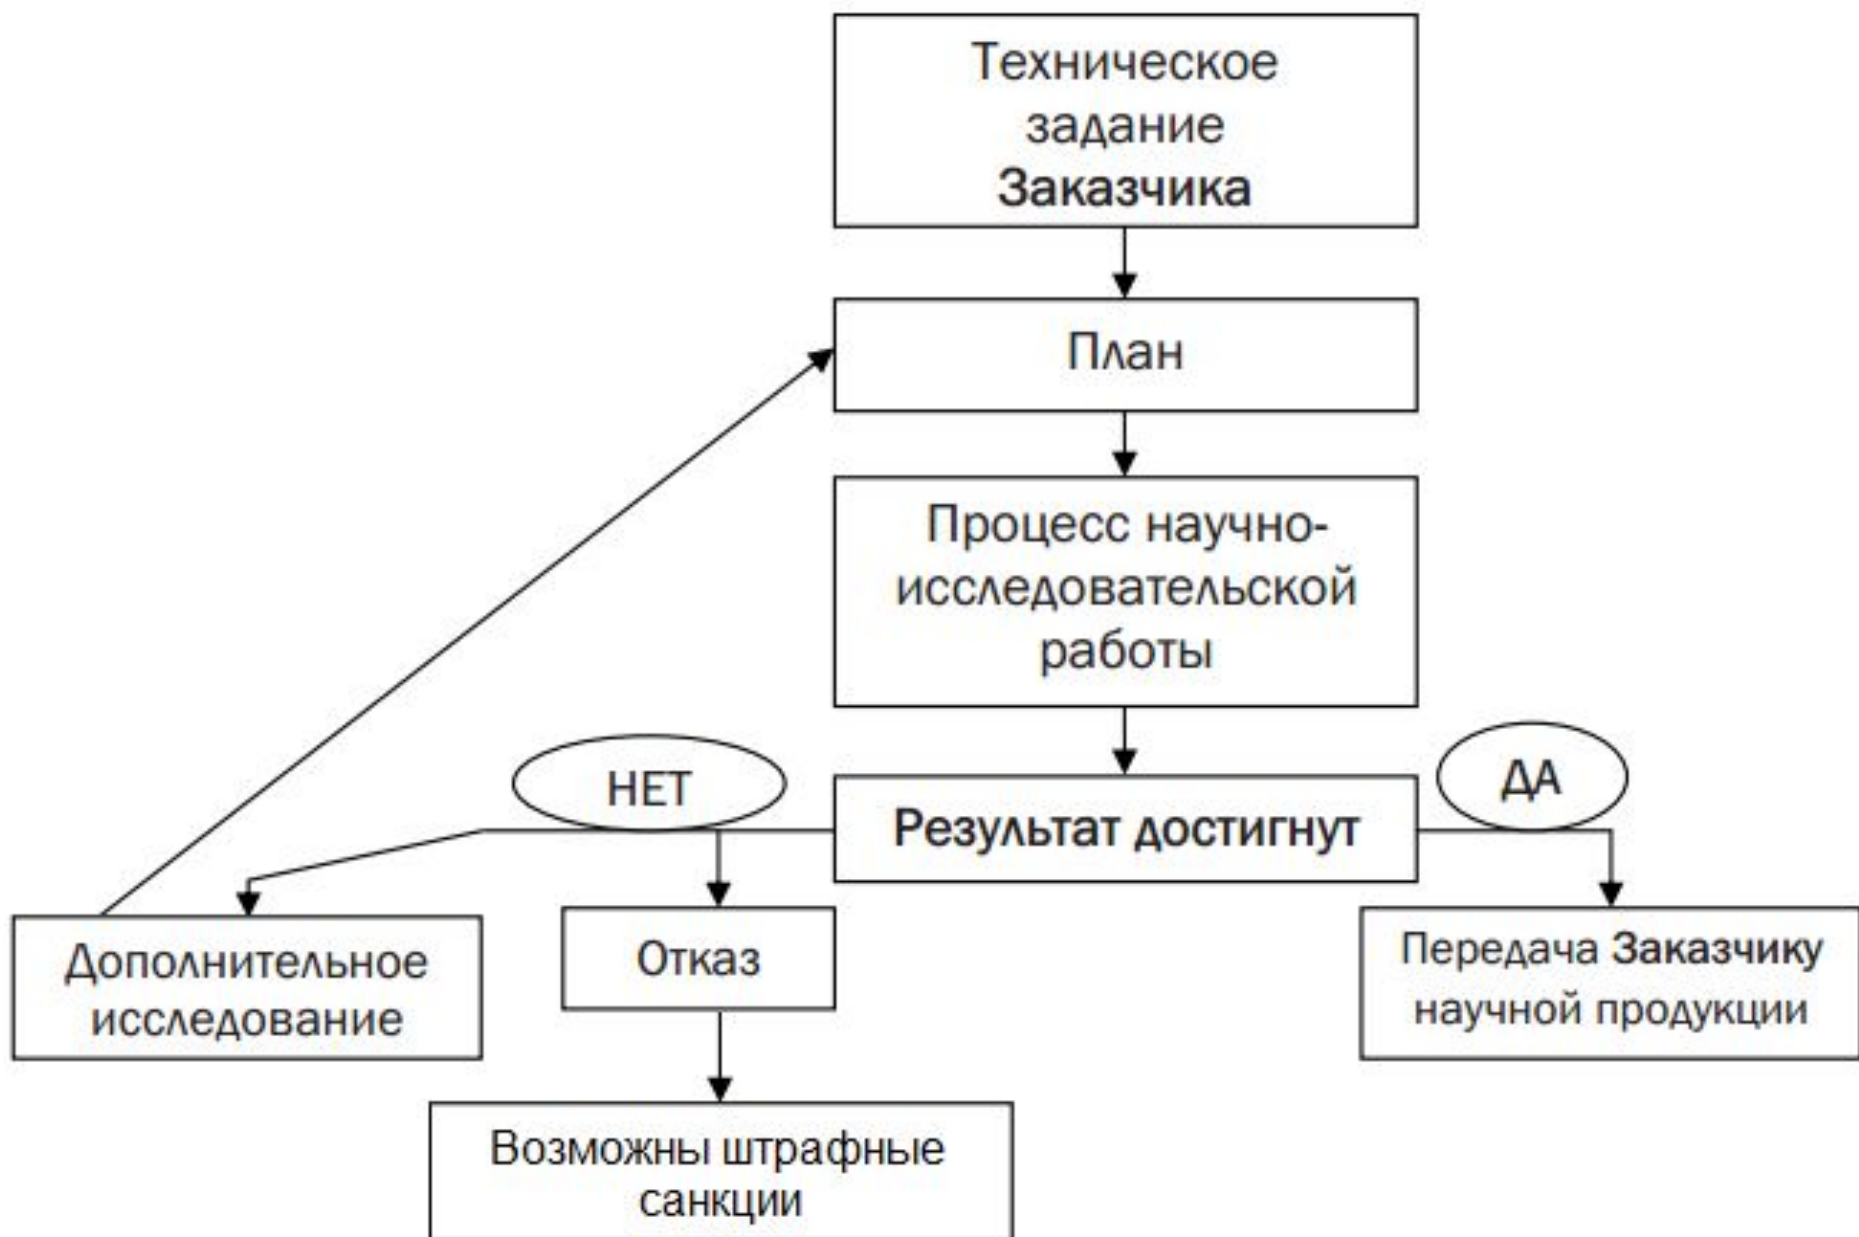 Техническое
задание
Заказчика
План
Процесс научно-
исследовательской
работы
НЕТ
Результат достигнут
ДА
Дополнительное
исследование
Отказ
Передача Заказчику
научной продукции
Возможны штрафные
санкции